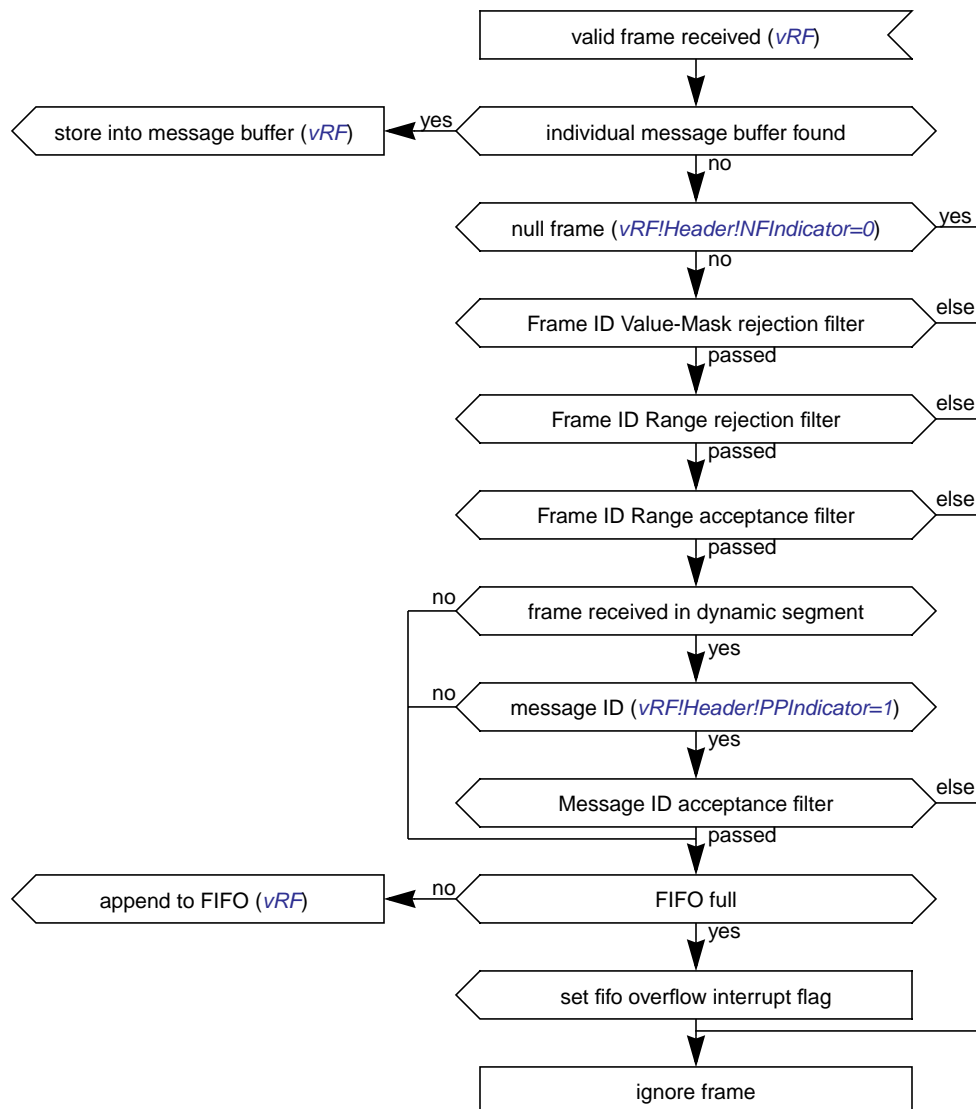 valid frame received (vRF)
store into message buffer (vRF)
yes
individual message buffer found
no
null frame (vRF!Header!NFIndicator=0)
yes
no
Frame ID Value-Mask rejection filter
else
passed
Frame ID Range rejection filter
else
passed
Frame ID Range acceptance filter
else
passed
no
frame received in dynamic segment
yes
no
message ID (vRF!Header!PPIndicator=1)
yes
Message ID acceptance filter
else
passed
append to FIFO (vRF)
no
FIFO full
yes
set fifo overflow interrupt flag
ignore frame